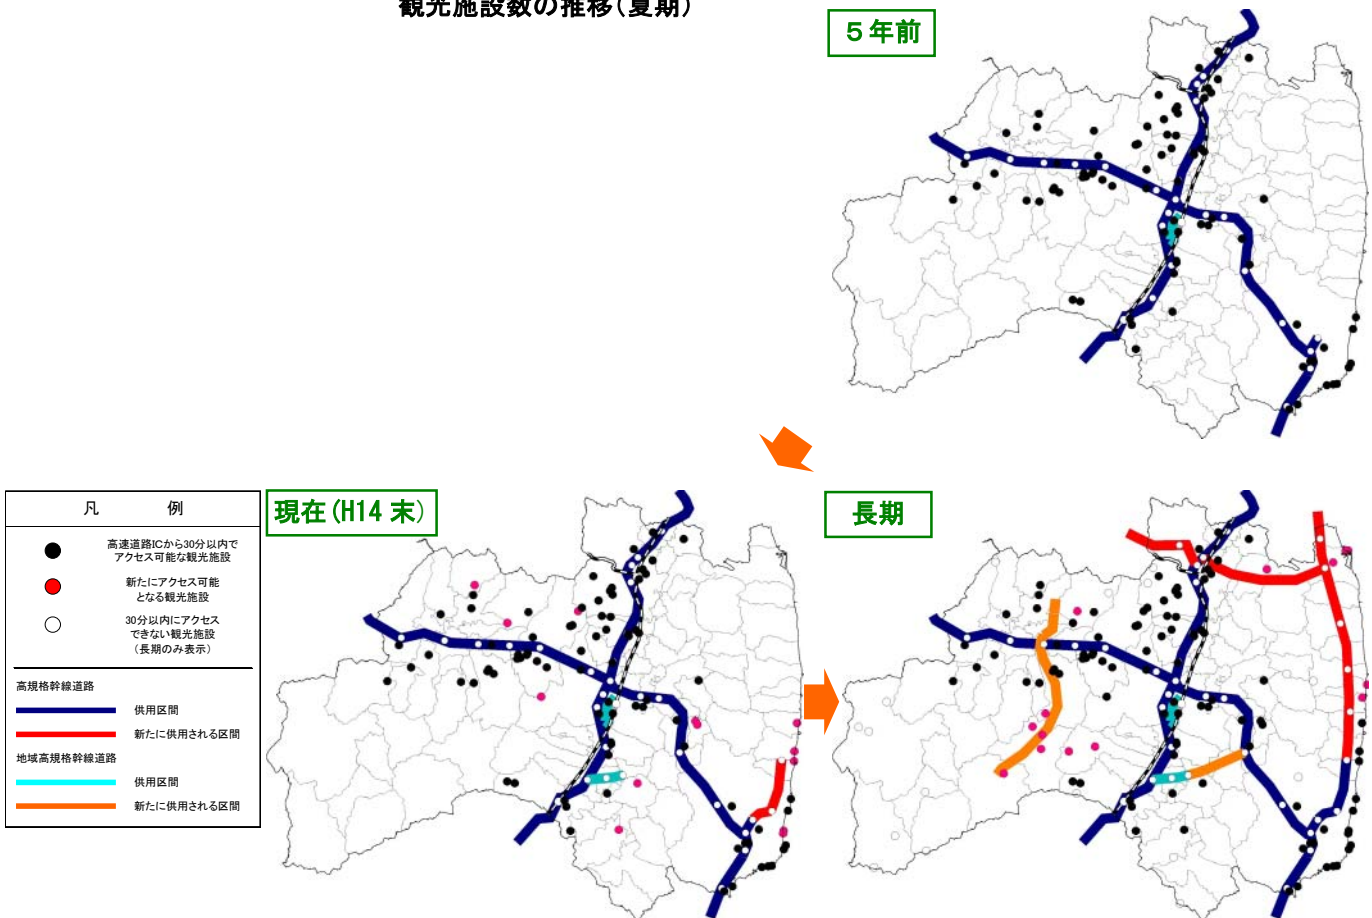 観光施設数の推移(夏期)
5年前
現在(H14末)
長期
凡 例
高速道路ICから30分以内で
アクセス可能な観光施設
新たにアクセス可能
となる観光施設
30分以内にアクセス
できない観光施設
(長期のみ表示)
高規格幹線道路
供用区間
新たに供用される区間
地域高規格幹線道路
供用区間
新たに供用される区間